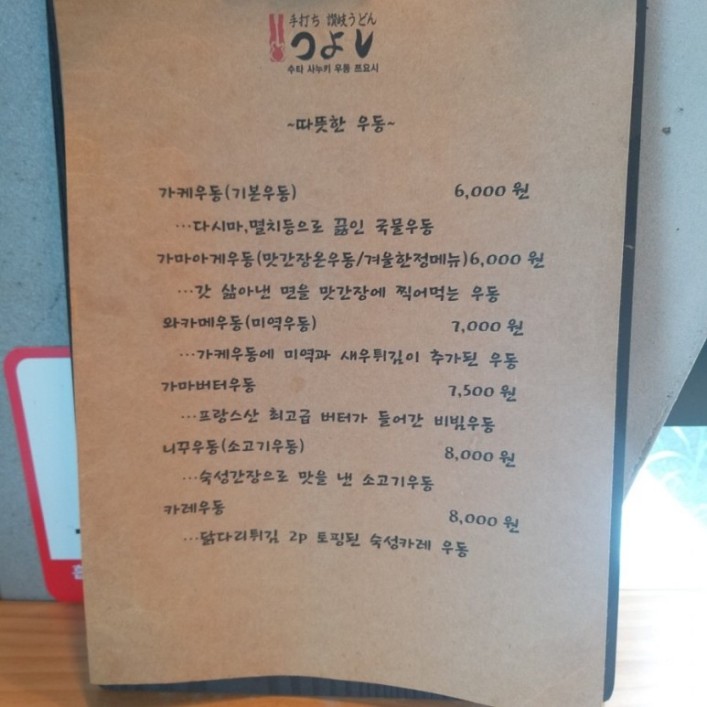 手打ち 讃岐うどん
つよし
수타 사누키 우동 쯔요시
~따뜻한 우동~
가케우동(기본우동) 6,000 원
…다시마,멸치등으로 끓인 국물우동
가마아게우동(맛간장온우동/겨울한정메뉴)6,000 원
…갓 삶아낸 면을 맛간장에 찍어먹는 우동
와카메우동(미역우동) 7,000 원
…가케우동에 미역과 새우튀김이 추가된 우동
가마버터우동 7,500 원
…프랑스산 최고급 버터가 들어간 비빔우동
니꾸우동(소고기우동) 8,000 원
…숙성간장으로 맛을 낸 소고기우동
카레우동 8,000 원
…닭다리튀김 2p 토핑된 숙성카레 우동